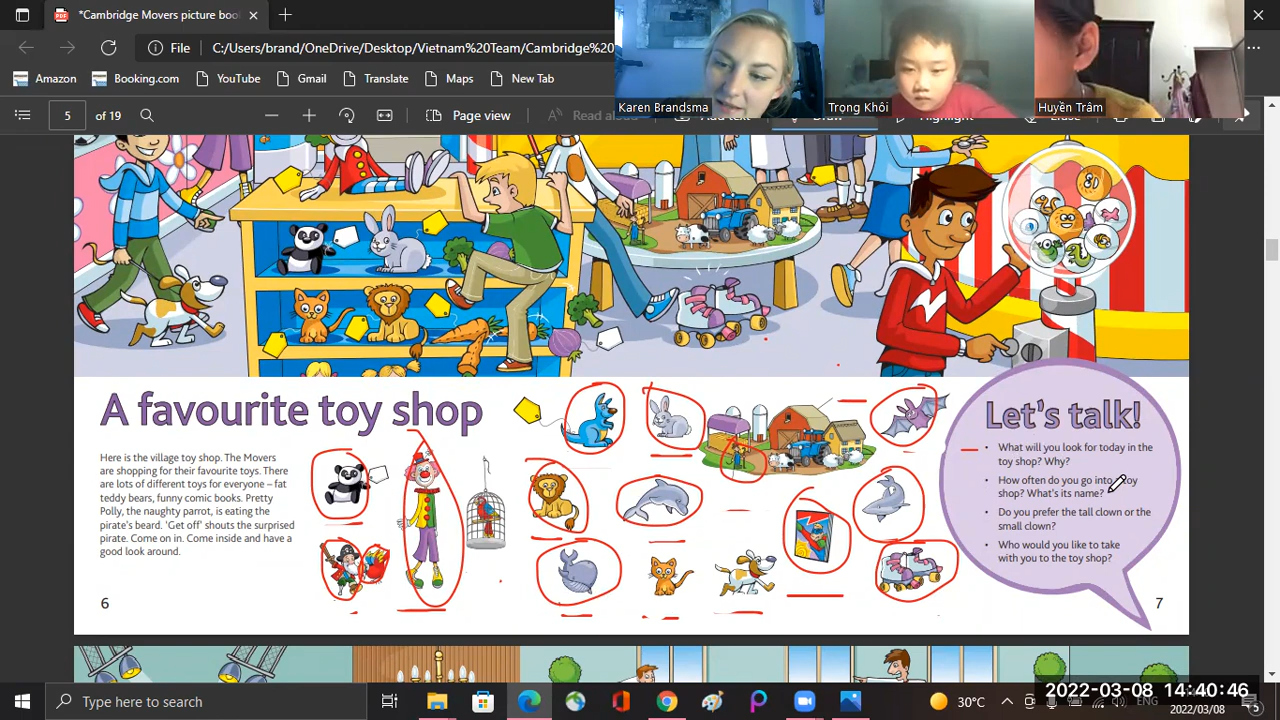 *Cambridge Movers picture boo
File
C:/Users/brand/OneDrive/Desktop/Vietnam%20Team/Cambridge%20
Amazon
Booking.com
YouTube
Gmail
Translate
Maps
New Tab
Karen Brandsma
Trọng Khôi
Huyền Trâm
5 of 19
Page view
Read aloud
Draw
Highlight
Erase
A favourite toy shop
Here is the village toy shop. The Movers
are shopping for their favourite toys. There
are lots of different toys for everyone – fat
teddy bears, funny comic books. Pretty
Polly, the naughty parrot, is eating the
pirate's beard. 'Get off' shouts the surprised
pirate. Come on in. Come inside and have a
good look around.
6
Let's talk!
• What will you look for today in the
toy shop? Why?
• How often do you go into toy
shop? What's its name?
• Do you prefer the tall clown or the
small clown?
• Who would you like to take
with you to the toy shop?
7
Type here to search
30°C
ENG
2022-03-08 14:40:46
2022/03/08
5